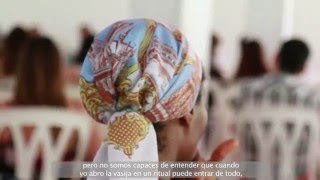 pero no somos capaces de entender que cuando
yo abro la vasija en un ritual puede entrar de todo,